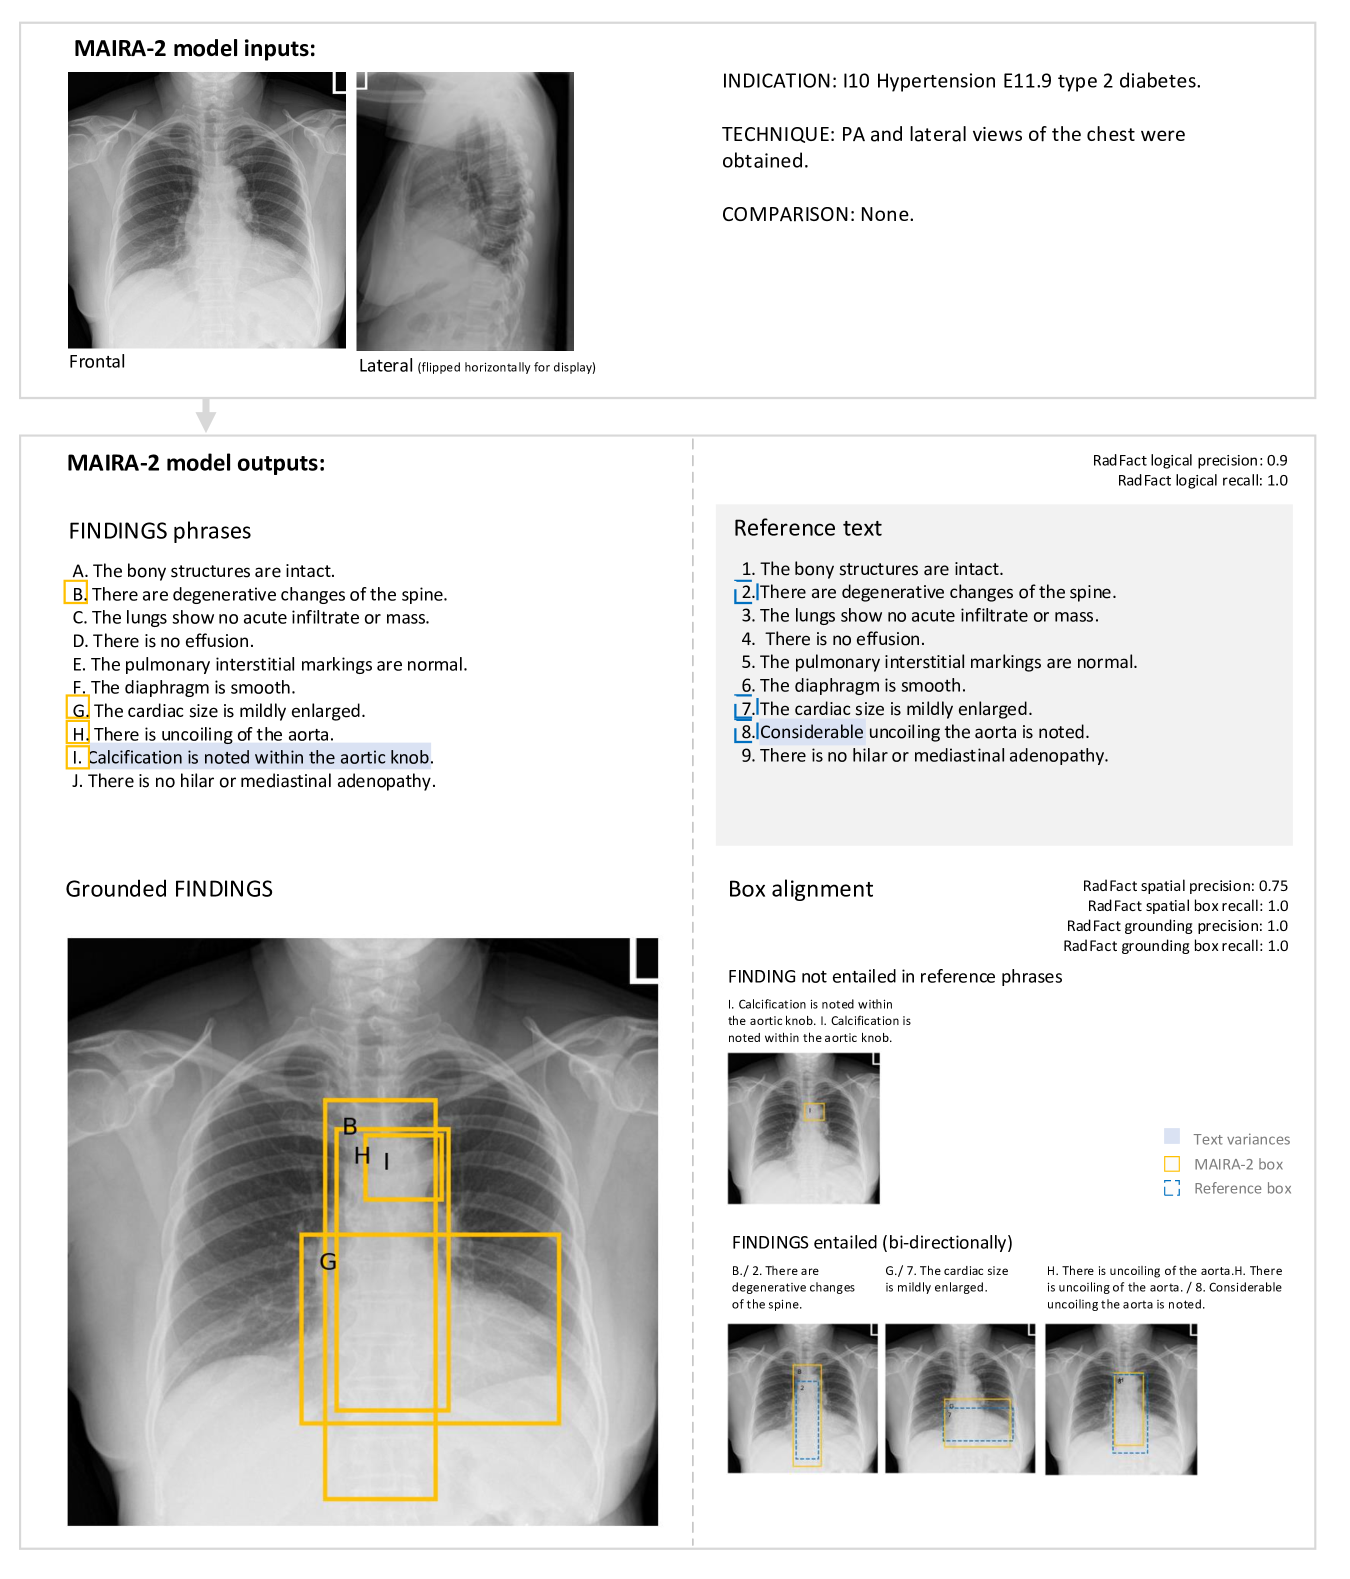 MAIRA-2 model inputs:
Frontal
Lateral (flipped horizontally for display)
INDICATION: I10 Hypertension E11.9 type 2 diabetes.
TECHNIQUE: PA and lateral views of the chest were
obtained.
COMPARISON: None.
MAIRA-2 model outputs:
FINDINGS phrases
A. The bony structures are intact.
B. There are degenerative changes of the spine.
C. The lungs show no acute infiltrate or mass.
D. There is no effusion.
E. The pulmonary interstitial markings are normal.
F. The diaphragm is smooth.
G. The cardiac size is mildly enlarged.
H. There is uncoiling of the aorta.
I. Calcification is noted within the aortic knob.
J. There is no hilar or mediastinal adenopathy.
RadFact logical precision: 0.9
RadFact logical recall: 1.0
Reference text
1. The bony structures are intact.
2. There are degenerative changes of the spine.
3. The lungs show no acute infiltrate or mass.
4. There is no effusion.
5. The pulmonary interstitial markings are normal.
6. The diaphragm is smooth.
7. The cardiac size is mildly enlarged.
8. Considerable uncoiling the aorta is noted.
9. There is no hilar or mediastinal adenopathy.
Grounded FINDINGS
B
H
I
G
Box alignment
RadFact spatial precision: 0.75
RadFact spatial box recall: 1.0
RadFact grounding precision: 1.0
RadFact grounding box recall: 1.0
FINDING not entailed in reference phrases
I. Calcification is noted within
the aortic knob. I. Calcification is
noted within the aortic knob.
Text variances
MAIRA-2 box
Reference box
FINDINGS entailed (bi-directionally)
B./ 2. There are
degenerative changes
of the spine.
G./ 7. The cardiac size
is mildly enlarged.
H. There is uncoiling of the aorta.H. There
is uncoiling of the aorta. / 8. Considerable
uncoiling the aorta is noted.
B
2
G